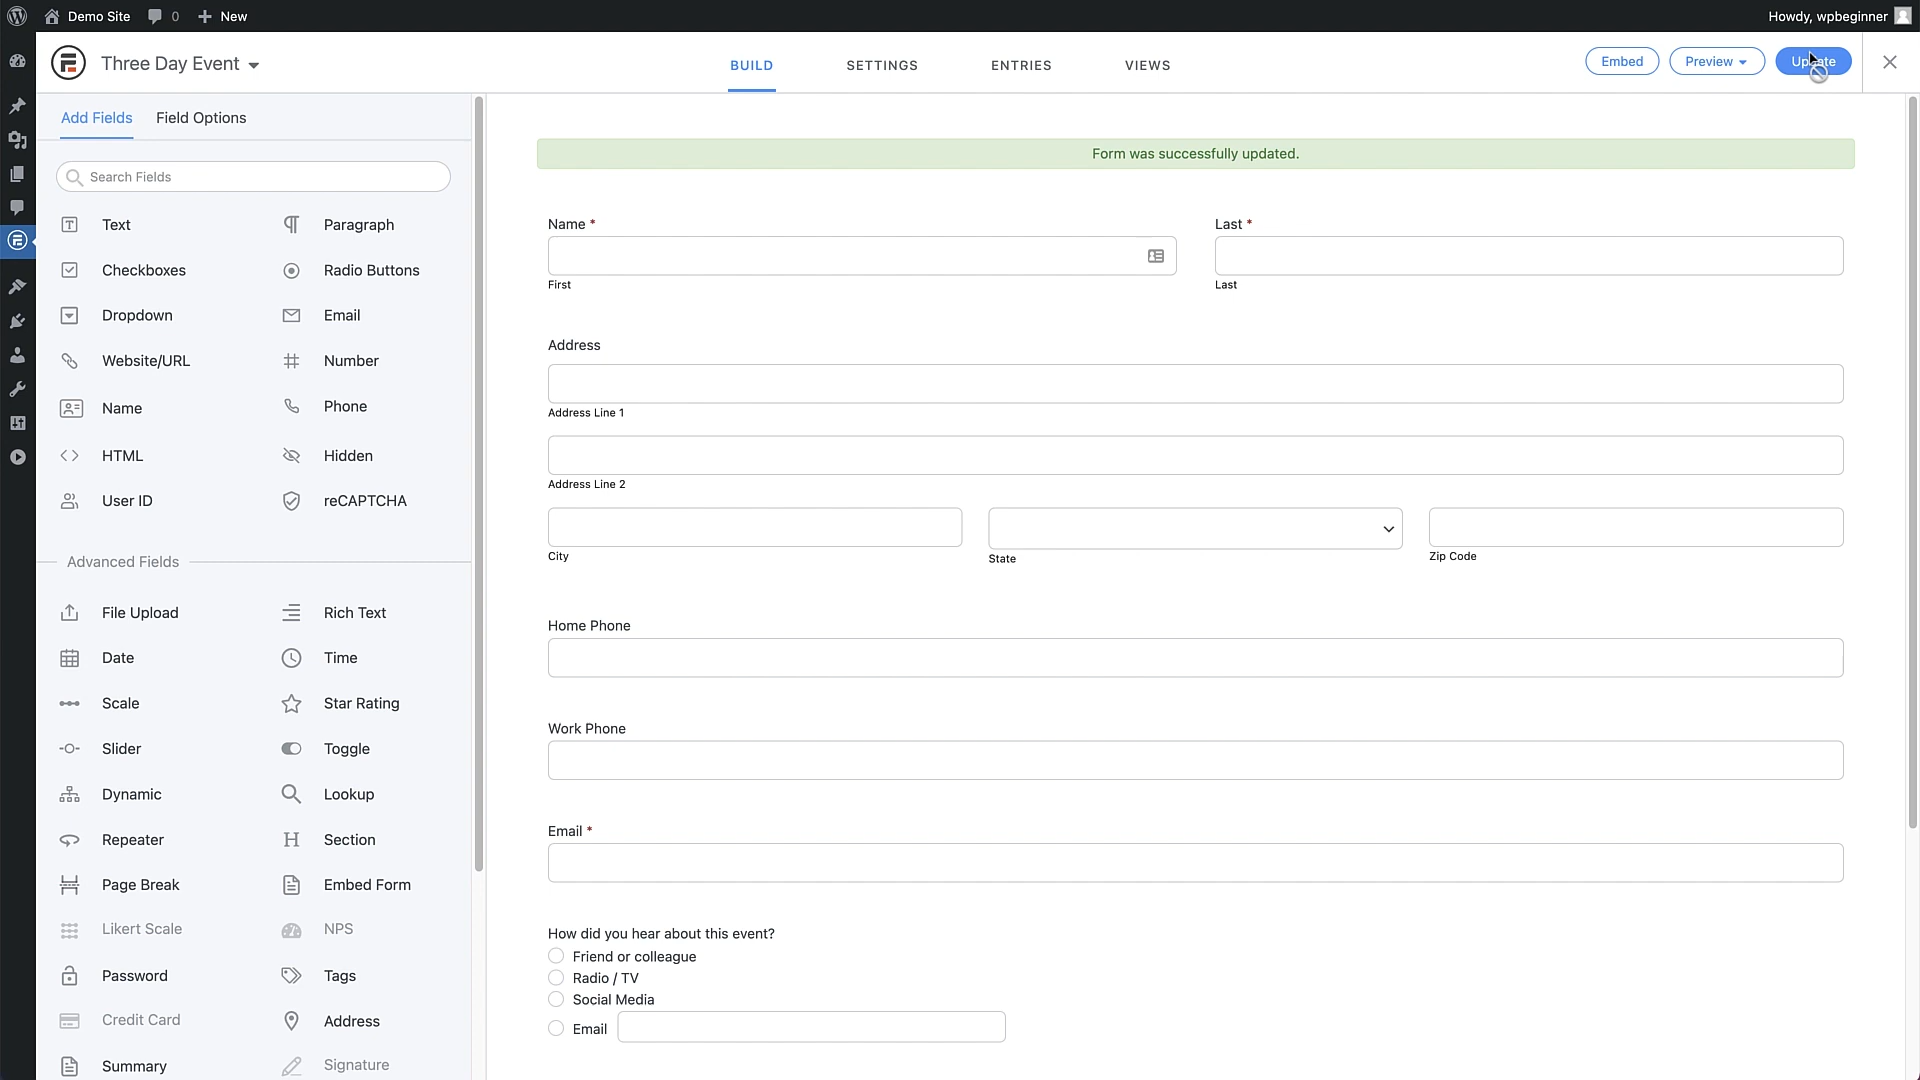 Demo Site 0 New Howdy, wpbeginner
Three Day Event BUILD SETTINGS ENTRIES VIEWS Embed Preview Update
Add Fields Field Options
Search Fields
Text Paragraph
Checkboxes Radio Buttons
Dropdown Email
Website/URL Number
Name Phone
HTML Hidden
User ID reCAPTCHA
Advanced Fields
File Upload Rich Text
Date Time
Scale Star Rating
Slider Toggle
Dynamic Lookup
Repeater Section
Page Break Embed Form
Likert Scale NPS
Password Tags
Credit Card Address
Summary Signature
Form was successfully updated.
Name * Last *
First Last
Address
Address Line 1
Address Line 2
City State Zip Code
Home Phone
Work Phone
Email *
How did you hear about this event?
Friend or colleague
Radio / TV
Social Media
Email